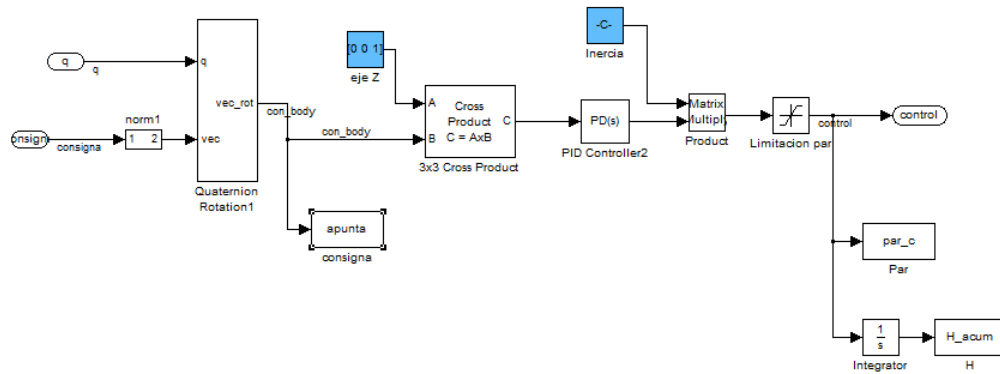 q
q
onsign
consigna
norm1
1 2
q
vec
vec_rot
Quaternion
Rotation1
con_body
con_body
[0 0 1]
eje Z
A
B
Cross
Product
C = AxB
C
3x3 Cross Product
PD(s)
PID Controller2
-C-
Inercia
Matrix
Multiply
Product
Limitacion par
control
control
apunta
consigna
par_c
Par
1
s
Integrator
H_acum
H